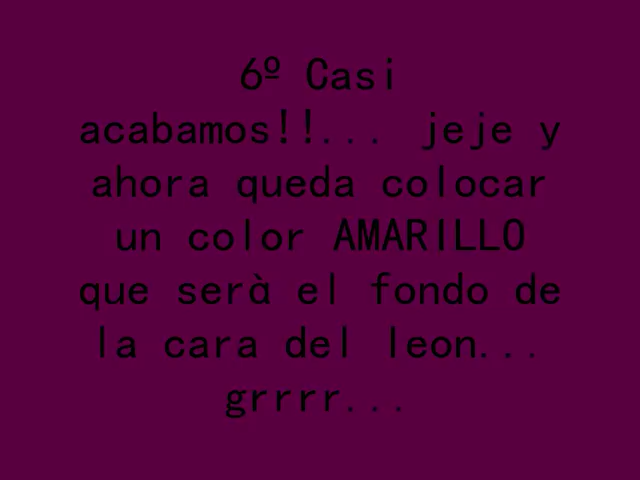 6º Casi
acabamos!!... jeje y
ahora queda colocar
un color AMARILLO
que serà el fondo de
la cara del leon...
grrrr...